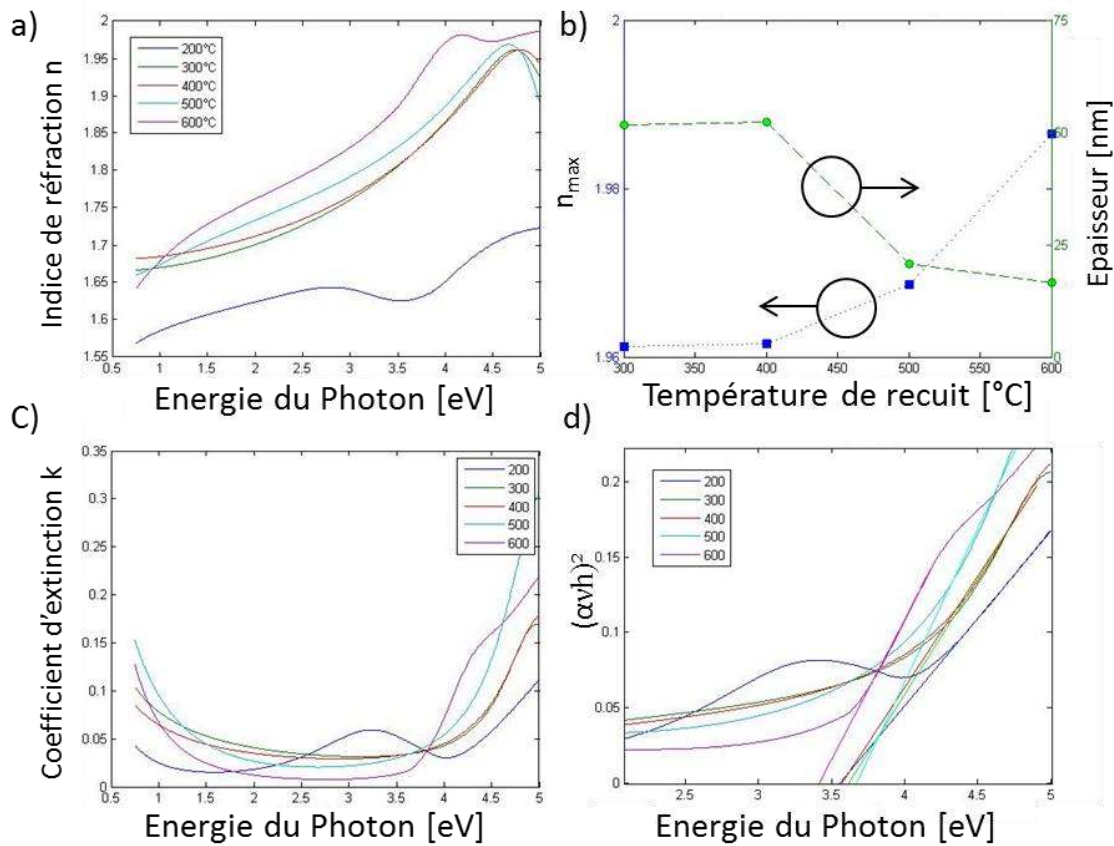 a)
Indice de réfraction n
2
1.95
1.9
1.85
1.8
1.75
1.7
1.65
1.6
1.55
200°C
300°C
400°C
500°C
600°C
0.5 1 1.5 2 2.5 3 3.5 4 4.5 5
Energie du Photon [eV]
b)
n max
2
1.98
1.96
75
50
25
0
Epaisseur [nm]
300 350 400 450 500 550 600
Température de recuit [°C]
C)
Coefficient d'extinction k
0.35
0.3
0.25
0.2
0.15
0.1
0.05
0
200
300
400
500
600
0.5 1 1.5 2 2.5 3 3.5 4 4.5 5
Energie du Photon [eV]
d)
(ανh)²
0.2
0.15
0.1
0.05
0
200
300
400
500
600
2.5 3 3.5 4 4.5 5
Energie du Photon [eV]